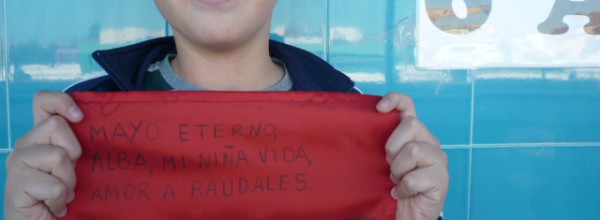 MAYO ETERNO,
ALBA, MI NIÑA VIDA,
AMOR A RAUDALES.